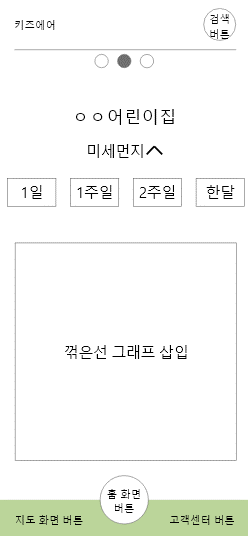 키즈에어
검색
버튼
ㅇㅇ어린이집
미세먼지
1일 1주일 2주일 한달
꺾은선 그래프 삽입
홈 화면
버튼
지도 화면 버튼 고객센터 버튼